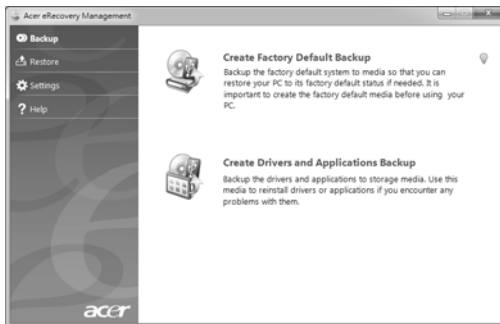 Acer eRecovery Management
Backup
Restore
Settings
? Help
Create Factory Default Backup
Backup the factory default system to media so that you can
restore your PC to its factory default status if needed. It is
important to create the factory default media before using your
PC.
Create Drivers and Applications Backup
Backup the drivers and applications to storage media. Use this
media to reinstall drivers or applications if you encounter any
problems with them.
acer